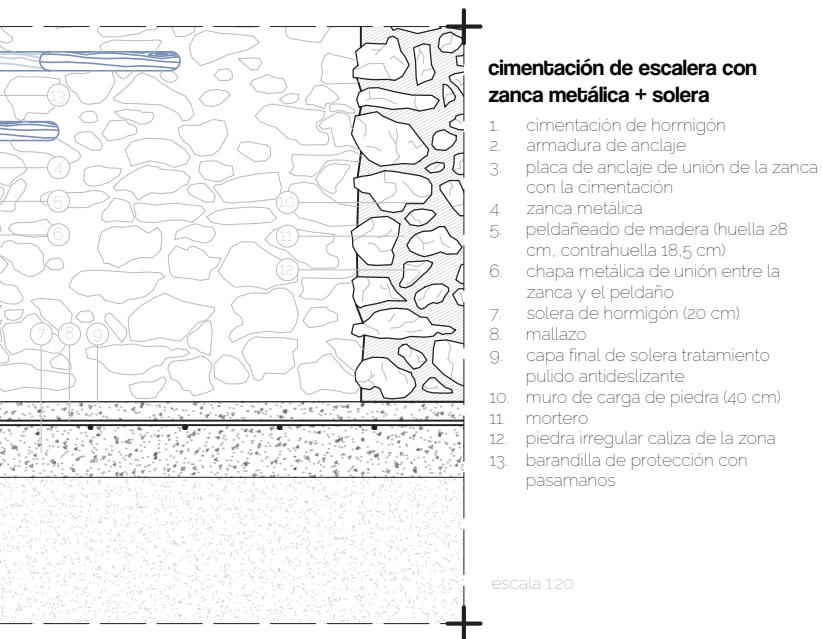 13
4
5
6
10
11
12
7 8 9
cimentación de escalera con
zanca metálica + solera
1. cimentación de hormigón
2. armadura de anclaje
3. placa de anclaje de unión de la zanca
con la cimentación
4. zanca metálica
5. peldañeado de madera (huella 28
cm, contrahuella 18,5 cm)
6. chapa metálica de unión entre la
zanca y el peldaño
7. solera de hormigón (20 cm)
8. mallazo
9. capa final de solera tratamiento
pulido antideslizante
10. muro de carga de piedra (40 cm)
11. mortero
12. piedra irregular caliza de la zona
13. barandilla de protección con
pasamanos
escala 1:20